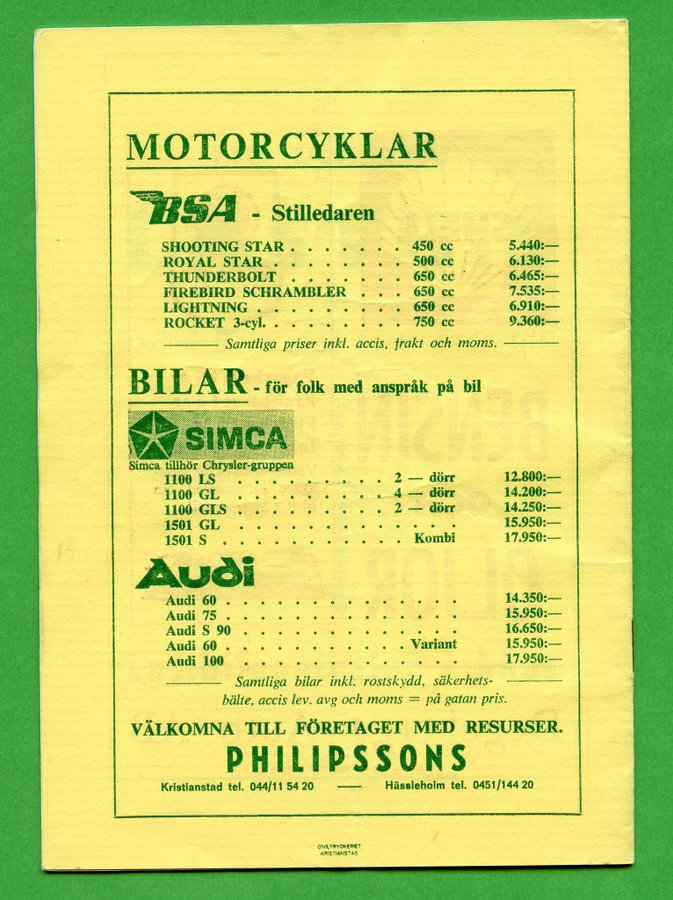 MOTORCYKLAR
BSA - Stilledaren
SHOOTING STAR . . . . . . . 450 cc 5.440:—
ROYAL STAR . . . . . . . . 500 cc 6.130:—
THUNDERBOLT . . . . . . . 650 cc 6.465:—
FIREBIRD SCHRAMBLER . . . 650 cc 7.535:—
LIGHTNING . . . . . . . . 650 cc 6.910:—
ROCKET 3-cyl. . . . . . . . . 750 cc 9.360:—
Samtliga priser inkl. accis, frakt och moms.
BILAR - för folk med anspråk på bil
SIMCA
Simca tillhör Chrysler-gruppen
1100 LS . . . . . . . . . 2 — dörr 12.800:—
1100 GL . . . . . . . . . 4 — dörr 14.200:—
1100 GLS . . . . . . . . . 2 — dörr 14.250:—
1501 GL . . . . . . . . . . . . . 15.950:—
1501 S . . . . . . . . . . Kombi 17.950:—
Audi
Audi 60 . . . . . . . . . . . . . 14.350:—
Audi 75 . . . . . . . . . . . . . 15.950:—
Audi S 90 . . . . . . . . . . . . 16.650:—
Audi 60 . . . . . . . . . . Variant 15.950:—
Audi 100 . . . . . . . . . . . . . 17.950:—
Samtliga bilar inkl. rostskydd, säkerhets-
bälte, accis lev. avg och moms = på gatan pris.
VÄLKOMNA TILL FÖRETAGET MED RESURSER.
PHILIPSSONS
Kristianstad tel. 044/11 54 20 — Hässleholm tel. 0451/144 20
CIVILTRYCKERIET
KRISTIANSTAD